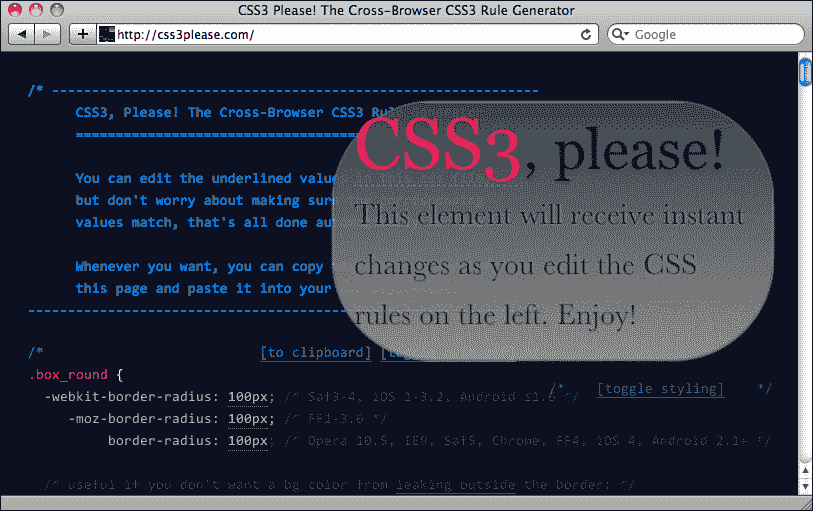 CSS3 Please! The Cross-Browser CSS3 Rule Generator
http://css3please.com/
Google
/* -------------------------------------------------------------
CSS3, Please! The Cross-Browser CSS3 Rul
========================================
You can edit the underlined valu
but don't worry about making sur
values match, that's all done au
Whenever you want, you can copy
this page and paste it into your
-------------------------------------------------------------
CSS3, please!
This element will receive instant
changes as you edit the CSS
rules on the left. Enjoy!
/* [to clipboard] [tog
.box_round {
/* [toggle styling] */
-webkit-border-radius: 100px; /* Saf3-4, iOS 1-3.2, Android ≤1.6 */
-moz-border-radius: 100px; /* FF1-3.6 */
border-radius: 100px; /* Opera 10.5, IE9, Saf5, Chrome, FF4, iOS 4, Android 2.1+ */
/* useful if you don't want a bg color from leaking outside the border: */